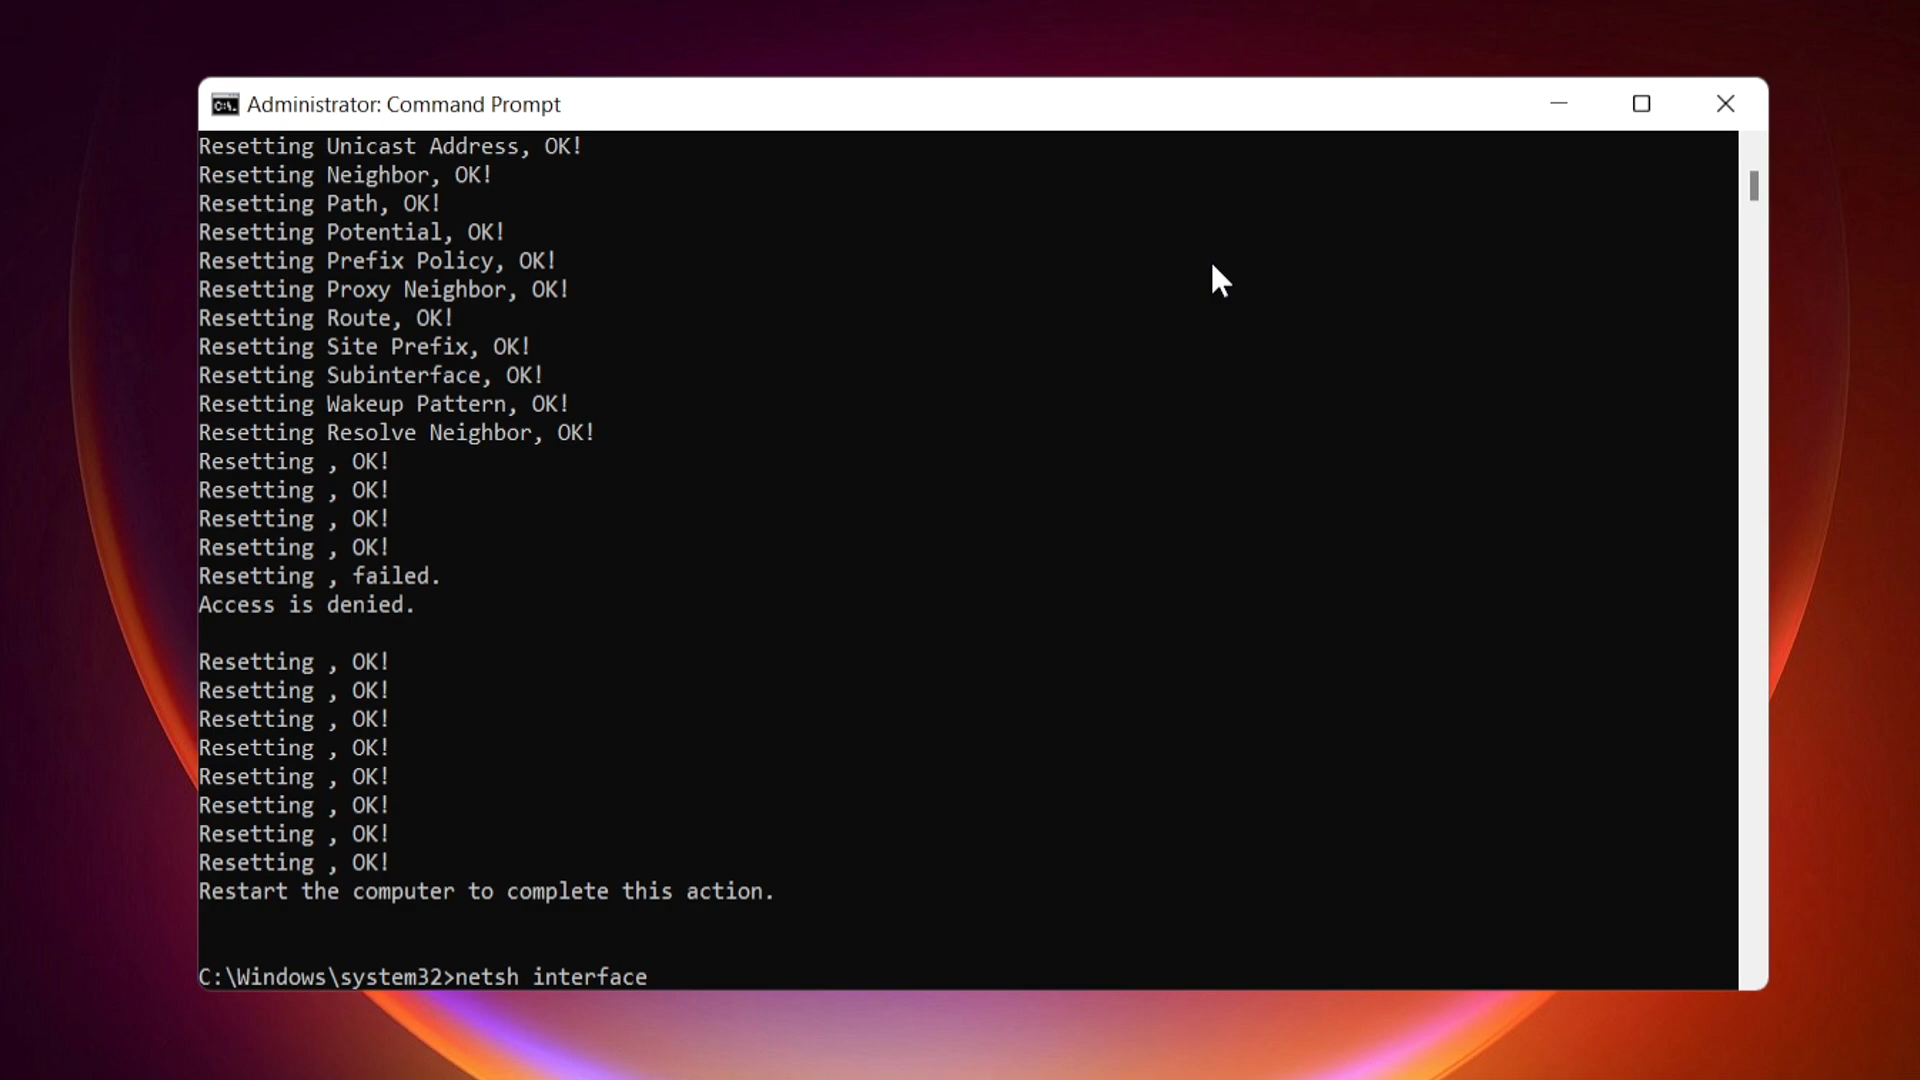 Administrator: Command Prompt
Resetting Unicast Address, OK!
Resetting Neighbor, OK!
Resetting Path, OK!
Resetting Potential, OK!
Resetting Prefix Policy, OK!
Resetting Proxy Neighbor, OK!
Resetting Route, OK!
Resetting Site Prefix, OK!
Resetting Subinterface, OK!
Resetting Wakeup Pattern, OK!
Resetting Resolve Neighbor, OK!
Resetting , OK!
Resetting , OK!
Resetting , OK!
Resetting , OK!
Resetting , failed.
Access is denied.

Resetting , OK!
Resetting , OK!
Resetting , OK!
Resetting , OK!
Resetting , OK!
Resetting , OK!
Resetting , OK!
Resetting , OK!
Restart the computer to complete this action.

C:\Windows\system32>netsh interface